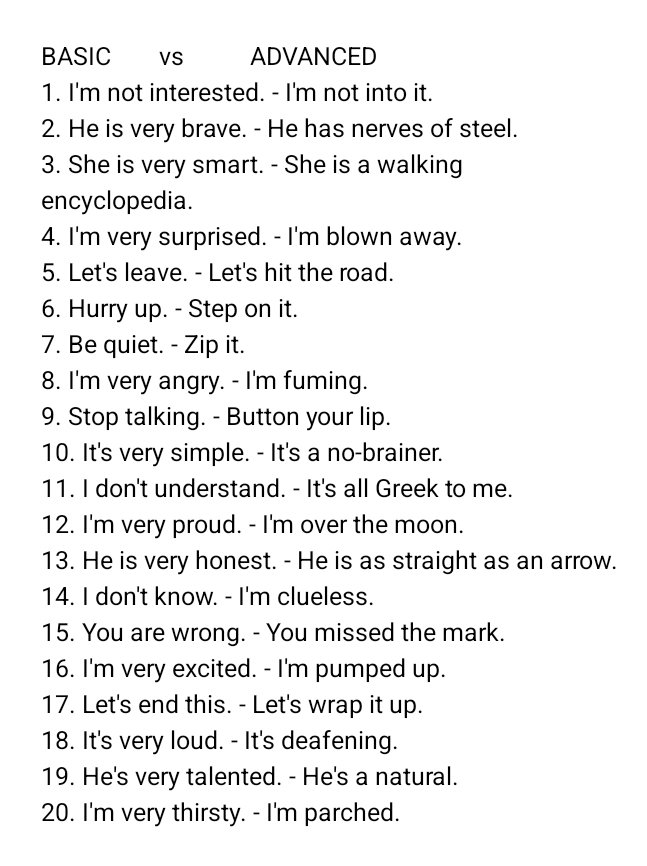 BASIC vs ADVANCED
1. I'm not interested. - I'm not into it.
2. He is very brave. - He has nerves of steel.
3. She is very smart. - She is a walking
encyclopedia.
4. I'm very surprised. - I'm blown away.
5. Let's leave. - Let's hit the road.
6. Hurry up. - Step on it.
7. Be quiet. - Zip it.
8. I'm very angry. - I'm fuming.
9. Stop talking. - Button your lip.
10. It's very simple. - It's a no-brainer.
11. I don't understand. - It's all Greek to me.
12. I'm very proud. - I'm over the moon.
13. He is very honest. - He is as straight as an arrow.
14. I don't know. - I'm clueless.
15. You are wrong. - You missed the mark.
16. I'm very excited. - I'm pumped up.
17. Let's end this. - Let's wrap it up.
18. It's very loud. - It's deafening.
19. He's very talented. - He's a natural.
20. I'm very thirsty. - I'm parched.